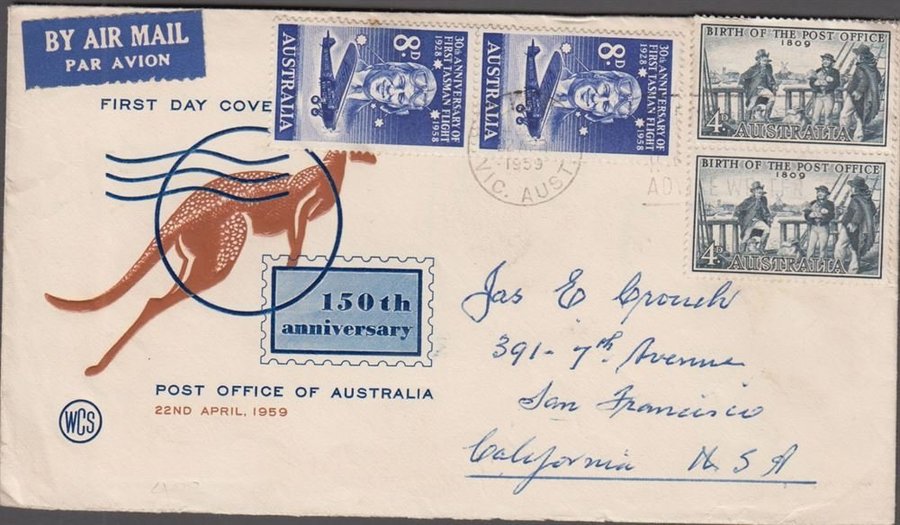 BY AIR MAIL
PAR AVION
FIRST DAY COVE
30th ANNIVERSARY OF
FIRST TASMAN FLIGHT
1928 1958
8D
AUSTRALIA
30th ANNIVERSARY OF
FIRST TASMAN FLIGHT
1928 1958
8D
AUSTRALIA
BIRTH OF THE POST OFFICE
1809
4D AUSTRALIA
BIRTH OF THE POST OFFICE
1809
4D AUSTRALIA
1959
VIC. AUST.
150th
anniversary
POST OFFICE OF AUSTRALIA
22ND APRIL, 1959
WCS
Jas E Crouch
391-7th Avenue
San Francisco
California U S A